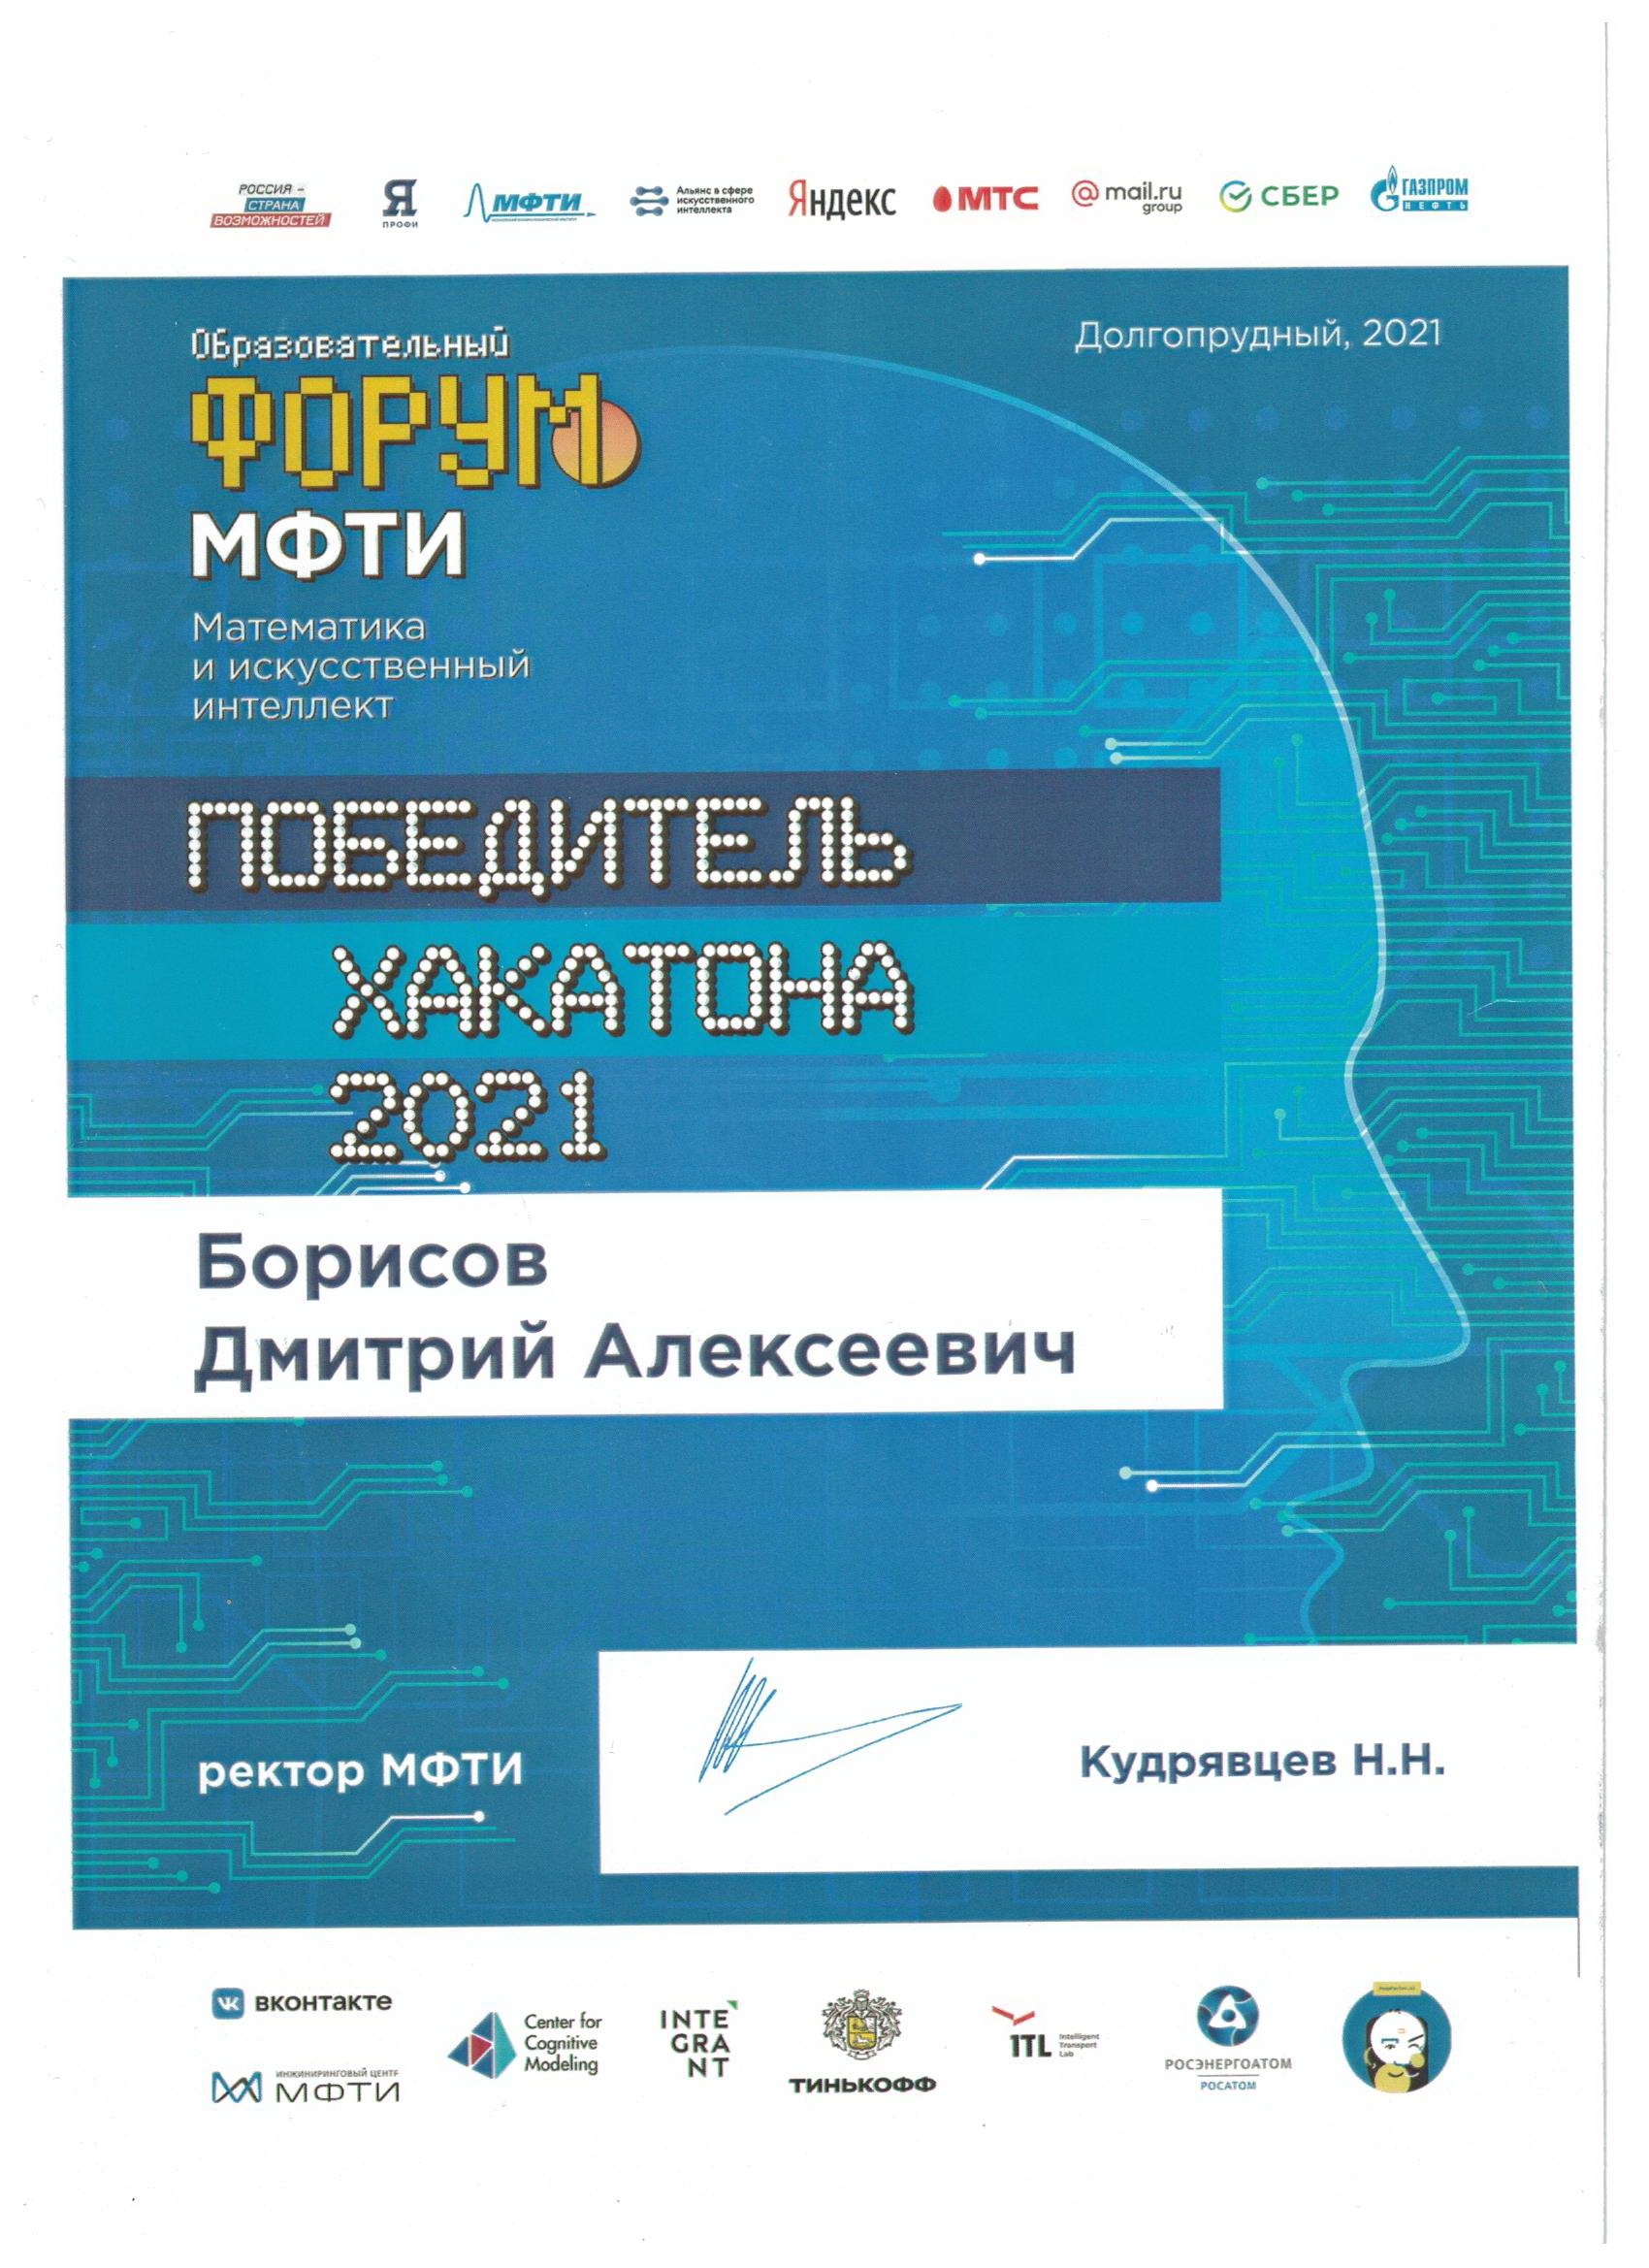 РОССИЯ –
СТРАНА
ВОЗМОЖНОСТЕЙ
Я
ПРОФИ
МФТИ
Альянс в сфере
искусственного
интеллекта
Яндекс
МТС
@mail.ru
group
СБЕР
ГАЗПРОМ
НЕФТЬ
Образовательный
ФОРУМ
МФТИ
Математика
и искусственный
интеллект
Долгопрудный, 2021
ПОБЕДИТЕЛЬ
ХАКАТОНА
2021
Борисов
Дмитрий Алексеевич
ректор МФТИ
Кудрявцев Н.Н.
ВКОНТАКТЕ
ИНЖИНИРИНГОВЫЙ ЦЕНТР
МФТИ
Center for
Cognitive
Modeling
INTE
GRA
NT
ТИНЬКОФФ
ITL
Intelligent
Transport
Lab
РОСЭНЕРГОАТОМ
РОСАТОМ